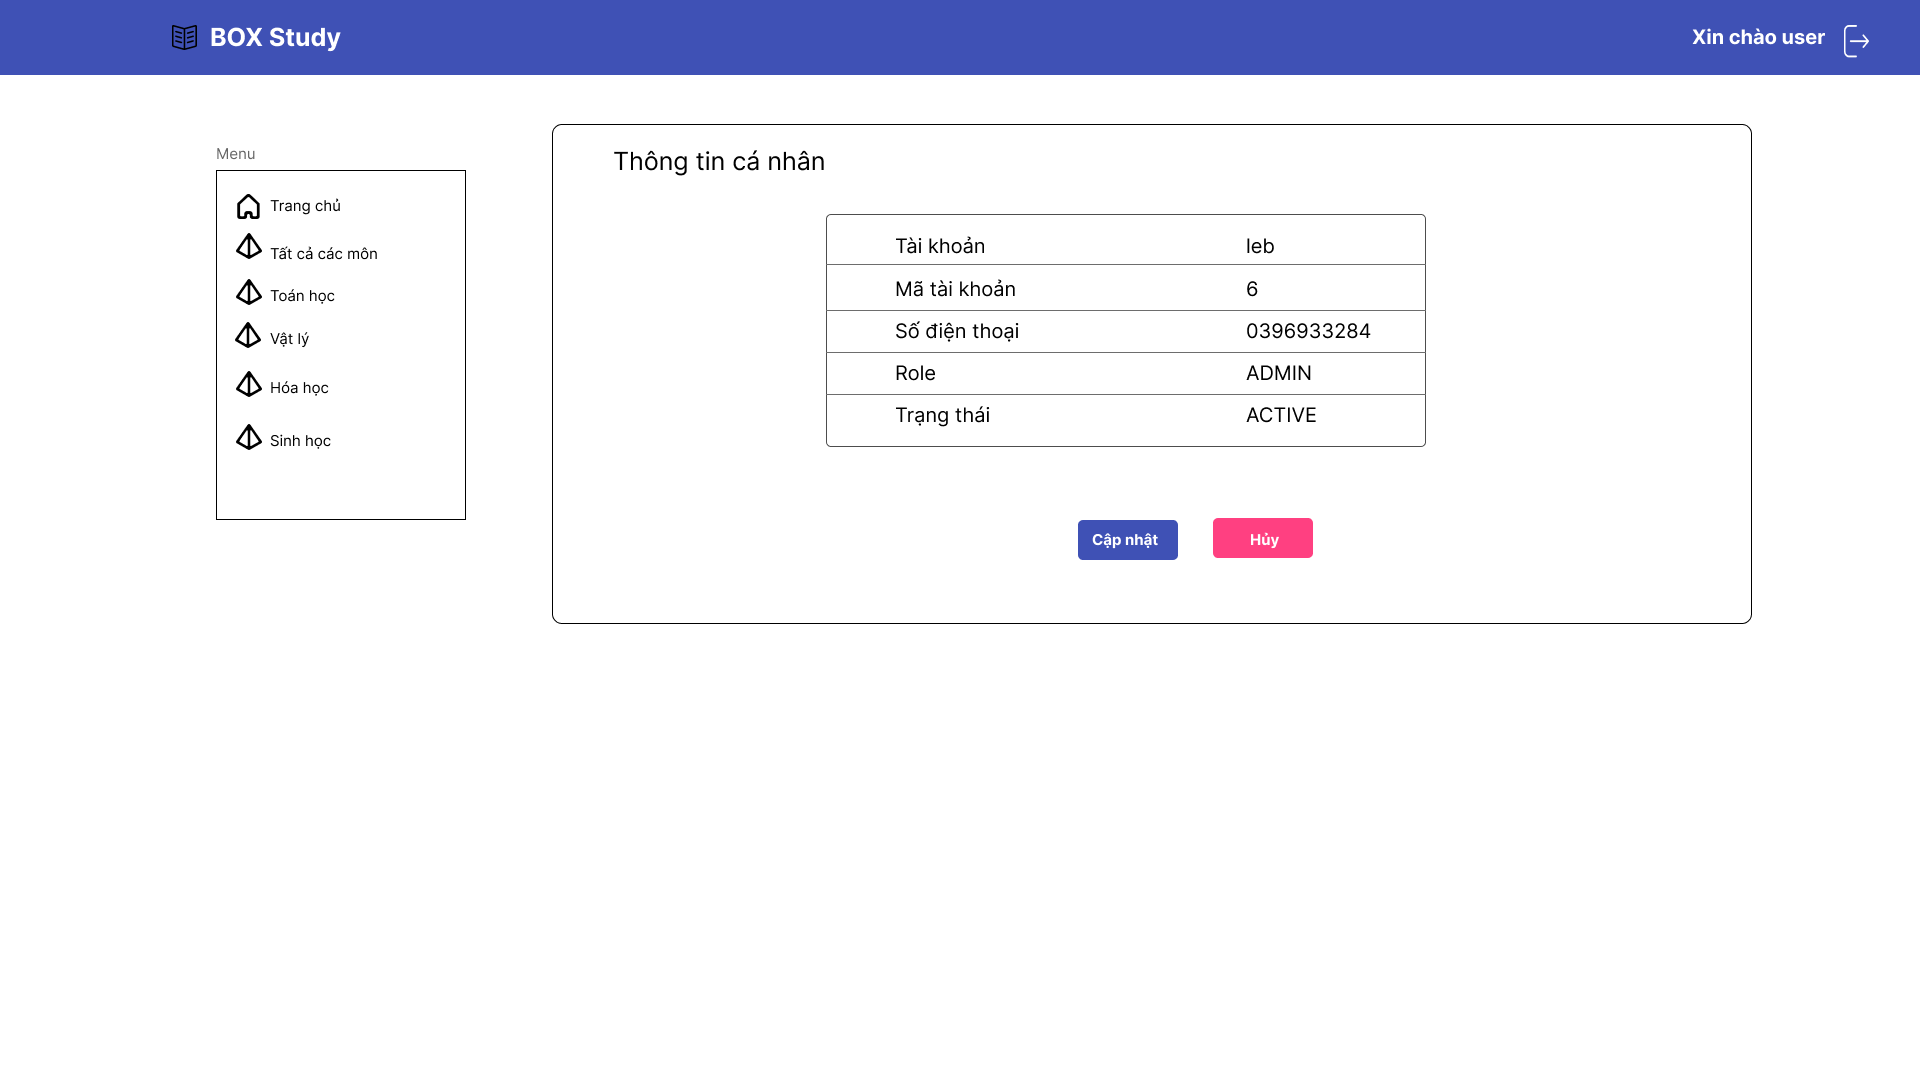 BOX Study
Xin chào user
Menu
Trang chủ
Tất cả các môn
Toán học
Vật lý
Hóa học
Sinh học
Thông tin cá nhân
Tài khoản leb
Mã tài khoản 6
Số điện thoại 0396933284
Role ADMIN
Trạng thái ACTIVE
Cập nhật
Hủy